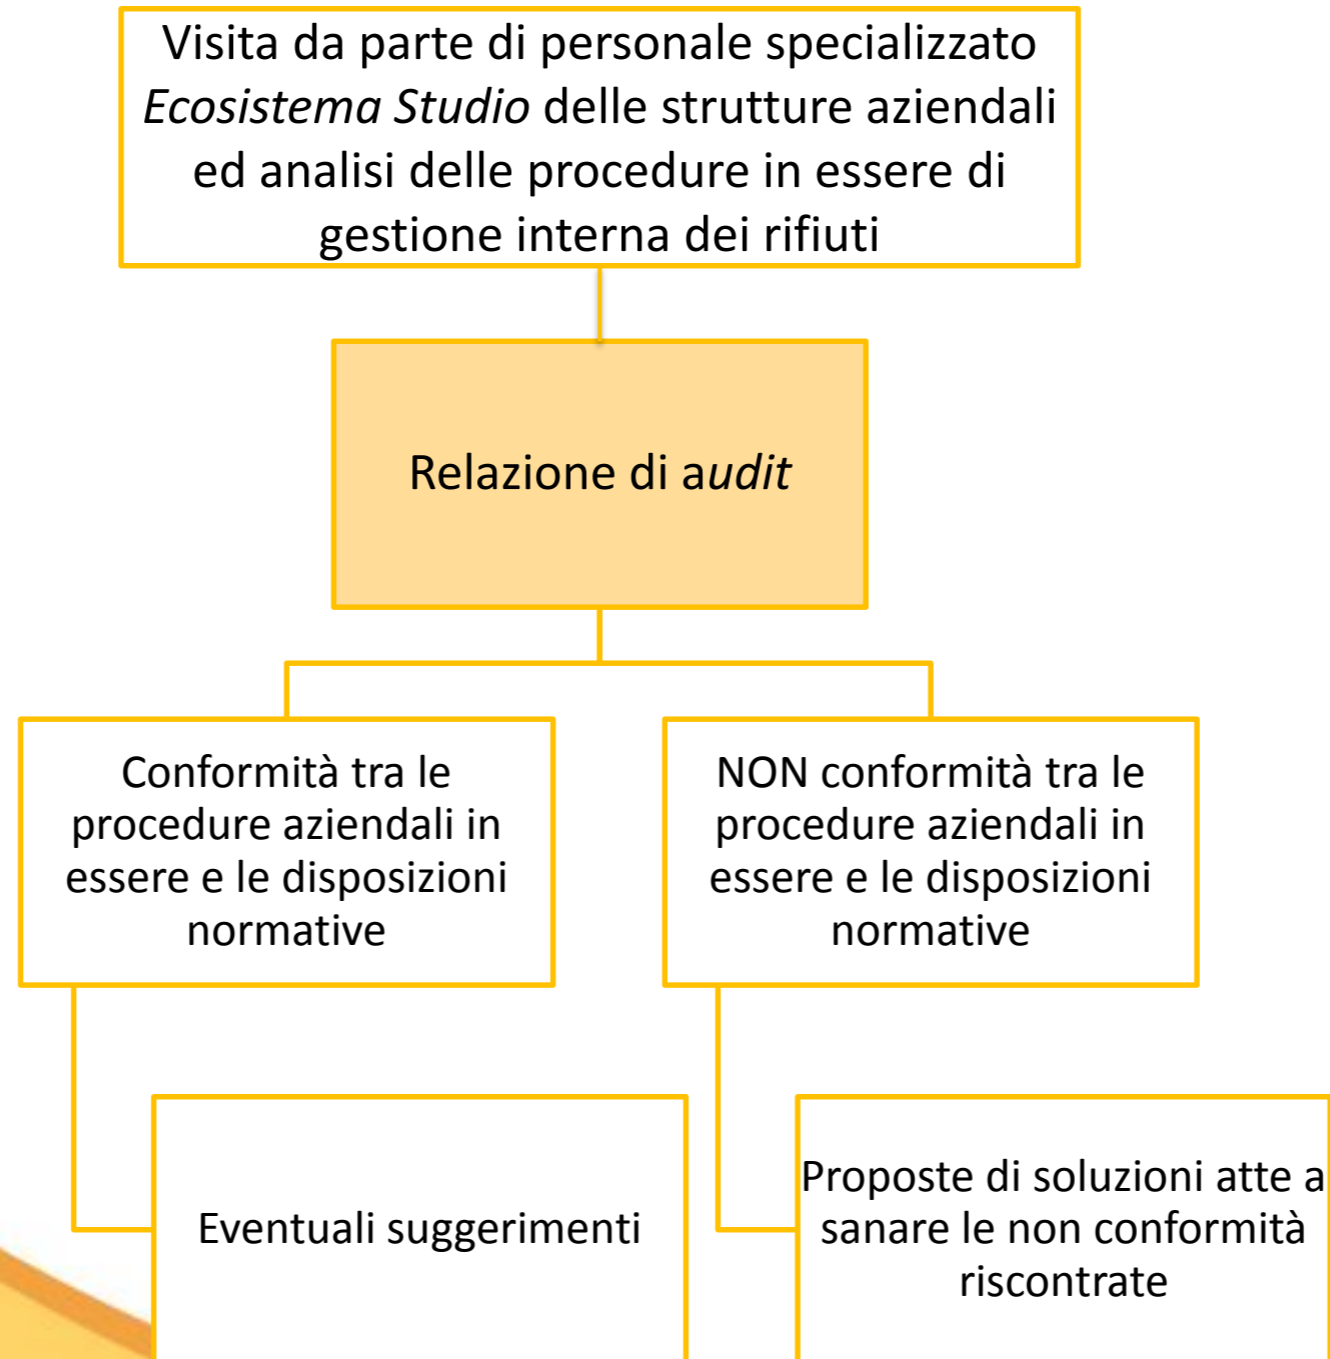 Visita da parte di personale specializzato
Ecosistema Studio delle strutture aziendali
ed analisi delle procedure in essere di
gestione interna dei rifiuti
Relazione di audit
Conformità tra le
procedure aziendali in
essere e le disposizioni
normative
NON conformità tra le
procedure aziendali in
essere e le disposizioni
normative
Eventuali suggerimenti
Proposte di soluzioni atte a
sanare le non conformità
riscontrate